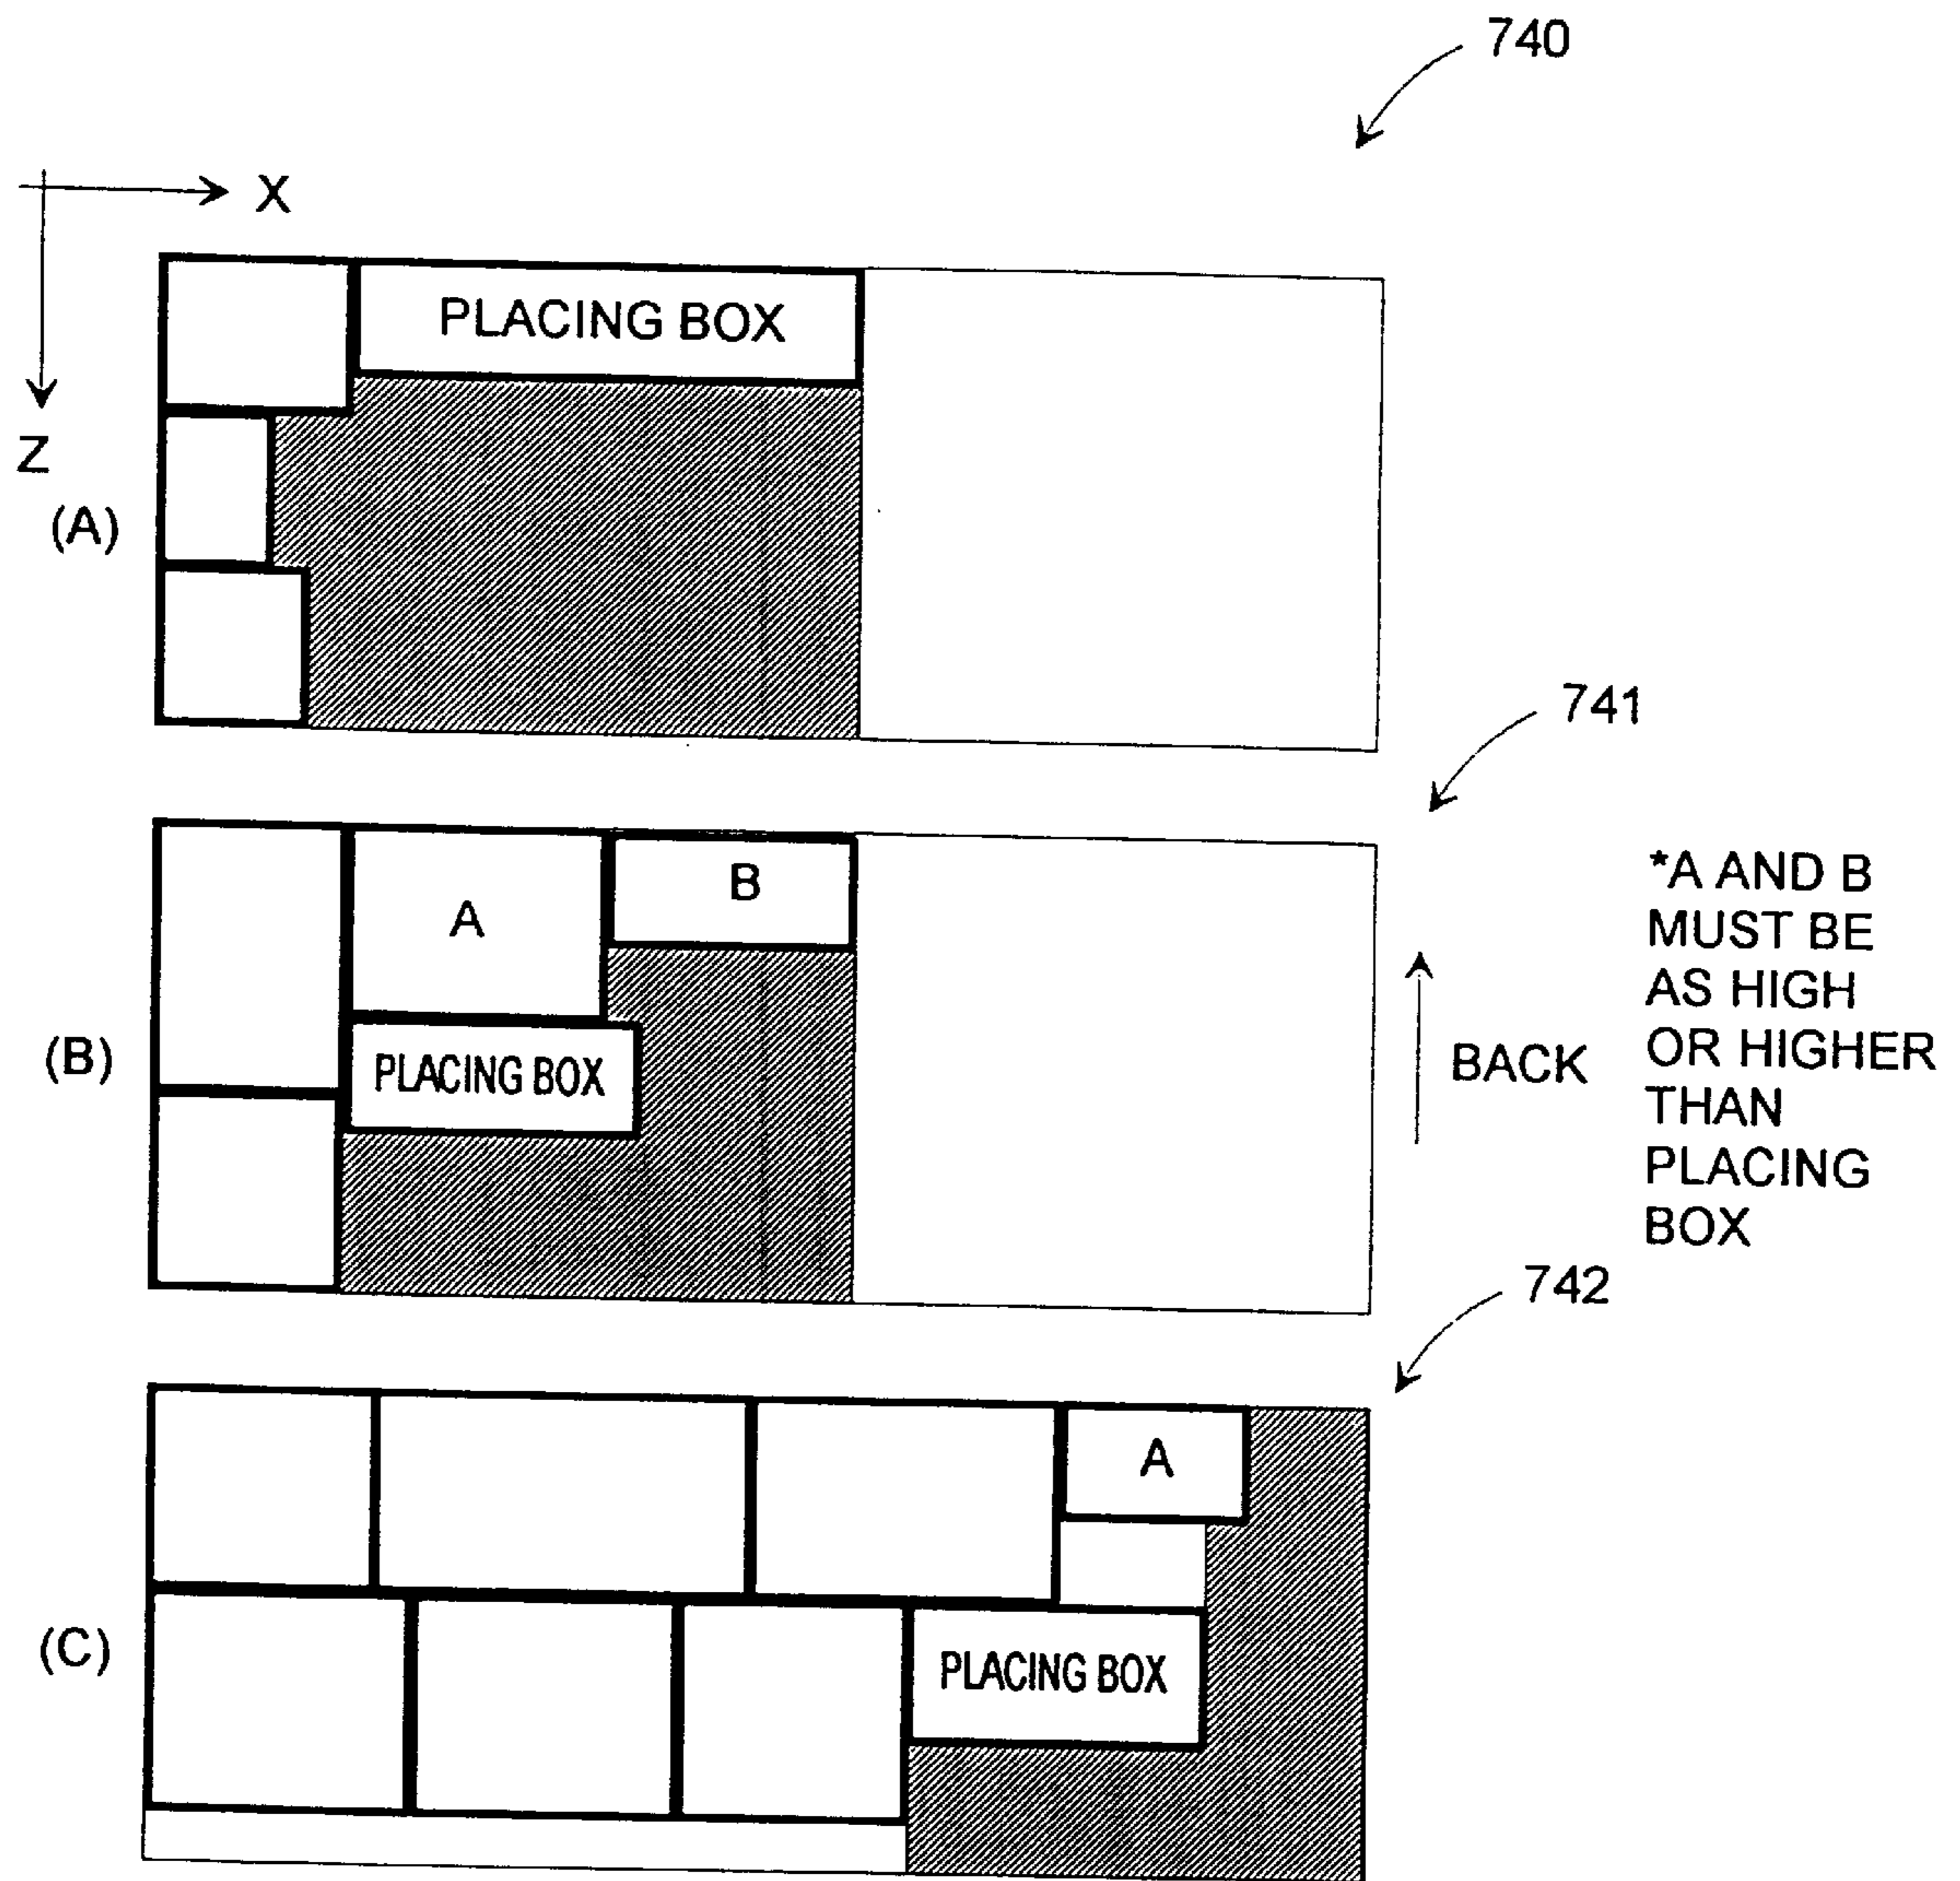 740
X
PLACING BOX
Z
(A)
741
A
B
*A AND B
MUST BE
AS HIGH
OR HIGHER
THAN
PLACING
BOX
(B)
PLACING BOX
BACK
742
A
(C)
PLACING BOX